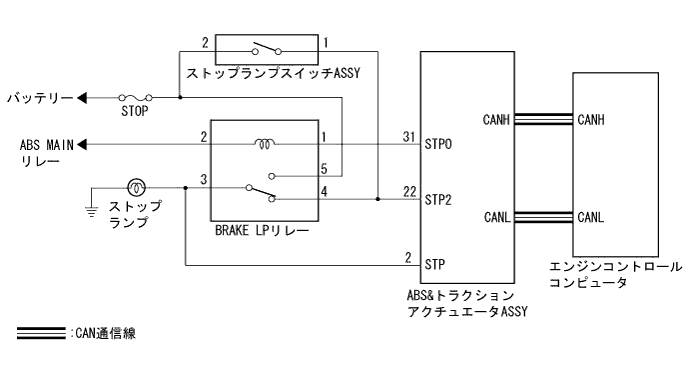 2
1
ストップランプスイッチASSY
バッテリー
STOP
CANH
CANH
ABS MAIN
リレー
2
1
31
STPO
5
3
4
22
STP2
ストップ
ランプ
CANL
CANL
BRAKE LPリレー
2
STP
エンジンコントロール
コンピュータ
ABS&トラクション
アクチュエータASSY
:CAN通信線